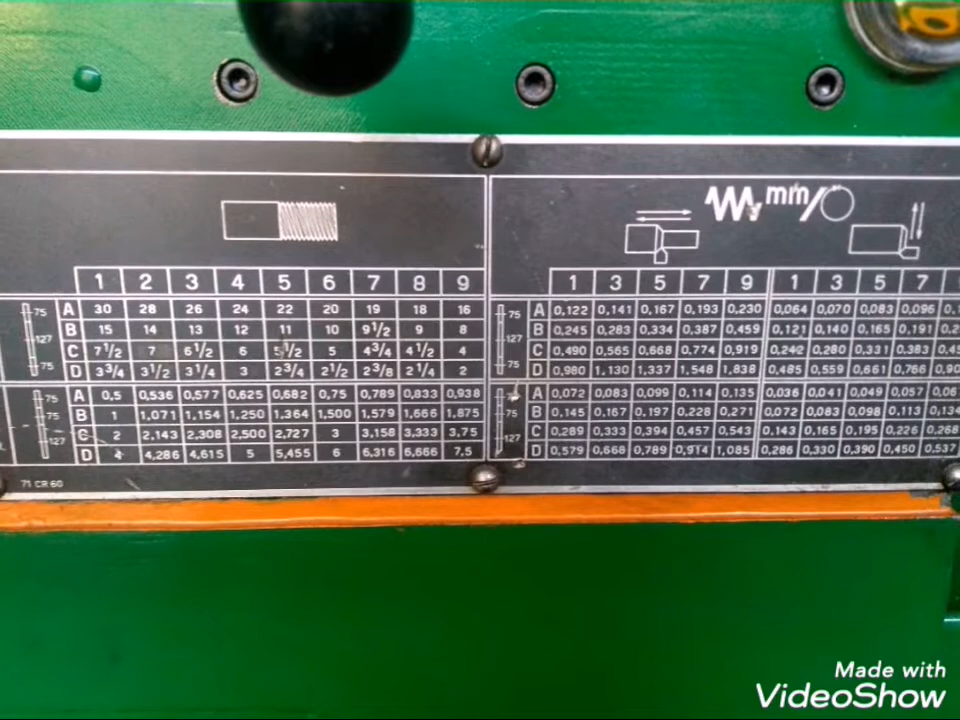 mm/
1 2 3 4 5 6 7 8 9
1 3 5 7 9 1 3 5 7
75 127 75
A 30 28 26 24 22 20 19 18 16
B 15 14 13 12 11 10 9 1/2 9 8
C 7 1/2 7 6 1/2 6 5 1/2 5 4 3/4 4 1/2 4
D 3 3/4 3 1/2 3 1/4 3 2 3/4 2 1/2 2 3/8 2 1/4 2
75 127 75
A 0,122 0,141 0,167 0,193 0,230 0,064 0,070 0,083 0,096
B 0,245 0,283 0,334 0,387 0,459 0,121 0,140 0,165 0,191
C 0,490 0,565 0,668 0,774 0,919 0,242 0,280 0,331 0,383
D 0,980 1,130 1,337 1,548 1,838 0,485 0,559 0,661 0,766
75 75 127
A 0,5 0,536 0,577 0,625 0,682 0,75 0,789 0,833 0,938
B 1 1,071 1,154 1,250 1,364 1,500 1,579 1,666 1,875
C 2 2,143 2,308 2,500 2,727 3 3,158 3,333 3,75
D 4 4,286 4,615 5 5,455 6 6,316 6,666 7,5
75 127
A 0,072 0,083 0,099 0,114 0,135 0,036 0,041 0,049 0,057
B 0,145 0,167 0,197 0,228 0,271 0,072 0,083 0,098 0,113 0,134
C 0,289 0,333 0,394 0,457 0,543 0,143 0,165 0,195 0,226 0,268
D 0,579 0,668 0,789 0,914 1,085 0,286 0,330 0,390 0,450 0,537
71 CR 60
Made with
VideoShow